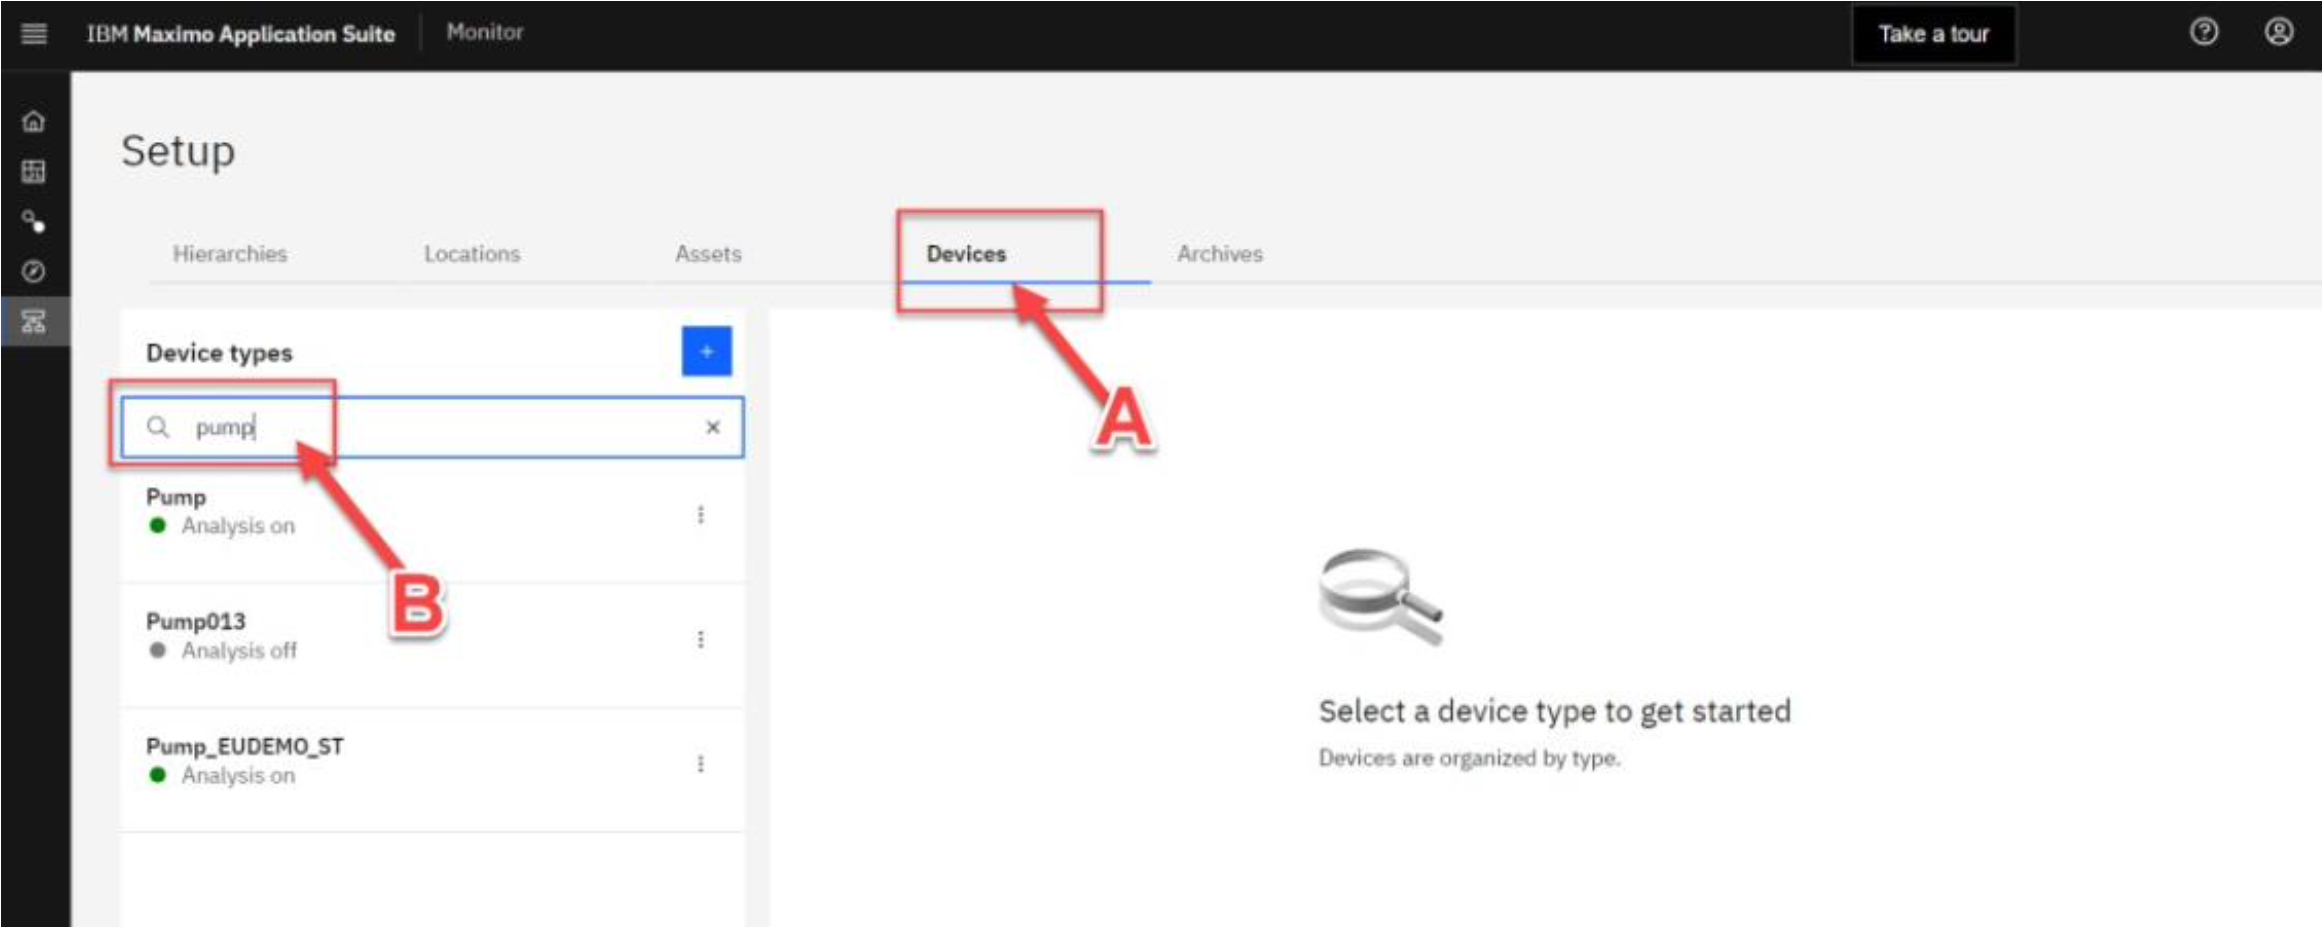 IBM Maximo Application Suite
Monitor
Take a tour
Setup
Hierarchies
Locations
Assets
Devices
Archives
Device types
+
pump
A
Pump
Analysis on
B
Pump013
Analysis off
Pump_EUDEMO_ST
Analysis on
Select a device type to get started
Devices are organized by type.